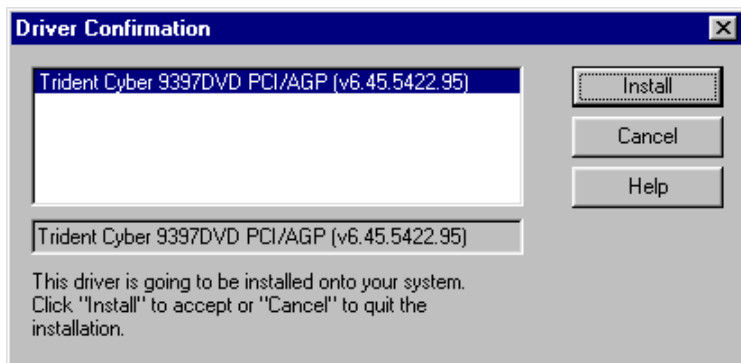 Driver Confirmation
Trident Cyber 9397DVD PCI/AGP (v6.45.5422.95)
Install
Cancel
Help
Trident Cyber 9397DVD PCI/AGP (v6.45.5422.95)
This driver is going to be installed onto your system.
Click "Install" to accept or "Cancel" to quit the
installation.